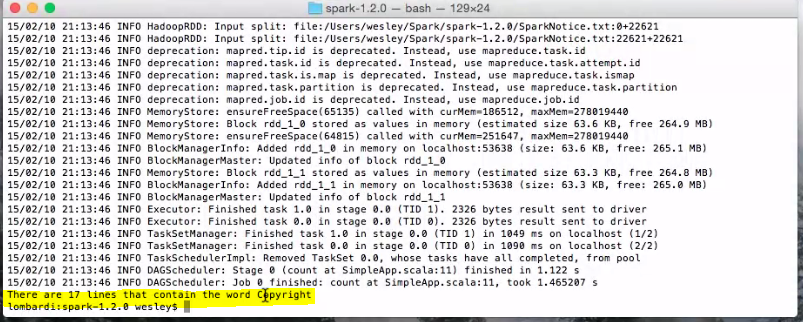 spark-1.2.0 — bash — 129×24
15/02/10 21:13:46 INFO HadoopRDD: Input split: file:/Users/wesley/Spark/spark-1.2.0/SparkNotice.txt:0+22621
15/02/10 21:13:46 INFO HadoopRDD: Input split: file:/Users/wesley/Spark/spark-1.2.0/SparkNotice.txt:22621+22621
15/02/10 21:13:46 INFO deprecation: mapred.tip.id is deprecated. Instead, use mapreduce.task.id
15/02/10 21:13:46 INFO deprecation: mapred.task.id is deprecated. Instead, use mapreduce.task.attempt.id
15/02/10 21:13:46 INFO deprecation: mapred.task.is.map is deprecated. Instead, use mapreduce.task.ismap
15/02/10 21:13:46 INFO deprecation: mapred.task.partition is deprecated. Instead, use mapreduce.task.partition
15/02/10 21:13:46 INFO deprecation: mapred.job.id is deprecated. Instead, use mapreduce.job.id
15/02/10 21:13:46 INFO MemoryStore: ensureFreeSpace(65135) called with curMem=186512, maxMem=278019440
15/02/10 21:13:46 INFO MemoryStore: Block rdd_1_0 stored as values in memory (estimated size 63.6 KB, free 264.9 MB)
15/02/10 21:13:46 INFO MemoryStore: ensureFreeSpace(64815) called with curMem=251647, maxMem=278019440
15/02/10 21:13:46 INFO BlockManagerInfo: Added rdd_1_0 in memory on localhost:53638 (size: 63.6 KB, free: 265.1 MB)
15/02/10 21:13:46 INFO BlockManagerMaster: Updated info of block rdd_1_0
15/02/10 21:13:46 INFO MemoryStore: Block rdd_1_1 stored as values in memory (estimated size 63.3 KB, free 264.8 MB)
15/02/10 21:13:46 INFO BlockManagerInfo: Added rdd_1_1 in memory on localhost:53638 (size: 63.3 KB, free: 265.0 MB)
15/02/10 21:13:46 INFO BlockManagerMaster: Updated info of block rdd_1_1
15/02/10 21:13:46 INFO Executor: Finished task 1.0 in stage 0.0 (TID 1). 2326 bytes result sent to driver
15/02/10 21:13:46 INFO Executor: Finished task 0.0 in stage 0.0 (TID 0). 2326 bytes result sent to driver
15/02/10 21:13:46 INFO TaskSetManager: Finished task 1.0 in stage 0.0 (TID 1) in 1049 ms on localhost (1/2)
15/02/10 21:13:46 INFO TaskSetManager: Finished task 0.0 in stage 0.0 (TID 0) in 1090 ms on localhost (2/2)
15/02/10 21:13:46 INFO TaskSchedulerImpl: Removed TaskSet 0.0, whose tasks have all completed, from pool
15/02/10 21:13:46 INFO DAGScheduler: Stage 0 (count at SimpleApp.scala:11) finished in 1.122 s
15/02/10 21:13:46 INFO DAGScheduler: Job 0 finished: count at SimpleApp.scala:11, took 1.465207 s
There are 17 lines that contain the word Copyright
lombardi:spark-1.2.0 wesley$